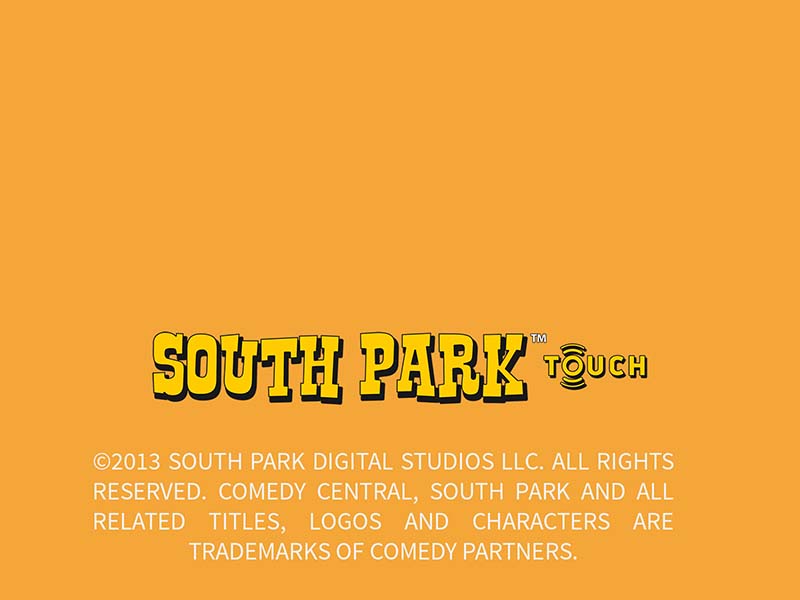 SOUTH PARK™ TOUCH
©2013 SOUTH PARK DIGITAL STUDIOS LLC. ALL RIGHTS
RESERVED. COMEDY CENTRAL, SOUTH PARK AND ALL
RELATED TITLES, LOGOS AND CHARACTERS ARE
TRADEMARKS OF COMEDY PARTNERS.